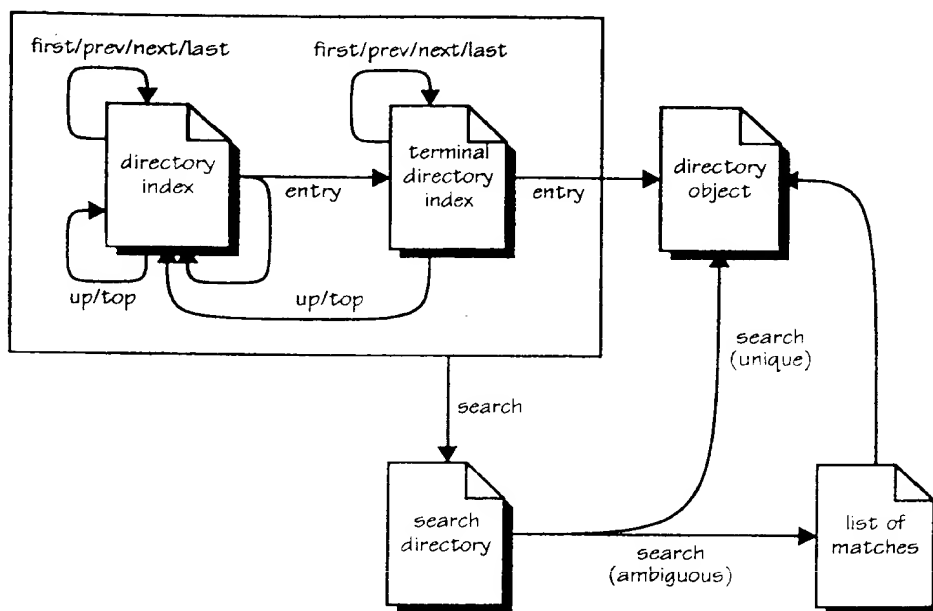 first/prev/next/last
first/prev/next/last
directory
index
entry
terminal
directory
index
entry
directory
object
up/top
up/top
search
search
(unique)
search
directory
search
(ambiguous)
list of
matches